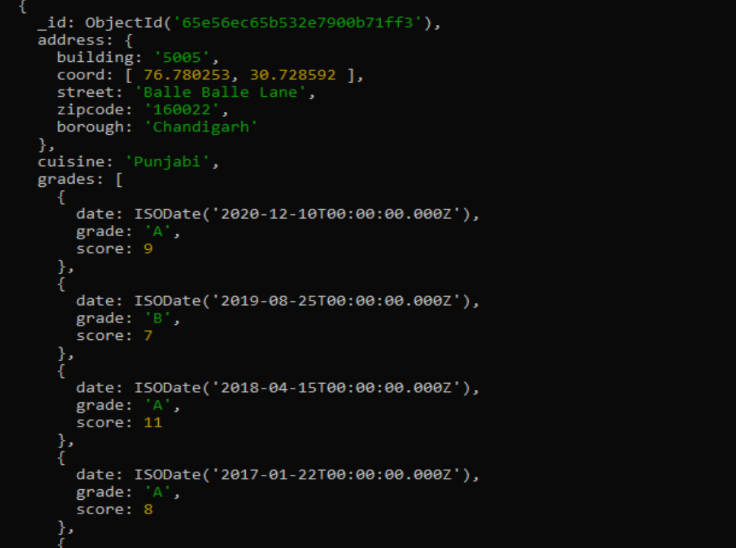 {
_id: ObjectId('65e56ec65b532e7900b71ff3'),
address: {
building: '5005',
coord: [ 76.780253, 30.728592 ],
street: 'Balle Balle Lane',
zipcode: '160022',
borough: 'Chandigarh'
},
cuisine: 'Punjabi',
grades: [
{
date: ISODate('2020-12-10T00:00:00.000Z'),
grade: 'A',
score: 9
},
{
date: ISODate('2019-08-25T00:00:00.000Z'),
grade: 'B',
score: 7
},
{
date: ISODate('2018-04-15T00:00:00.000Z'),
grade: 'A',
score: 11
},
{
date: ISODate('2017-01-22T00:00:00.000Z'),
grade: 'A',
score: 8
},
{